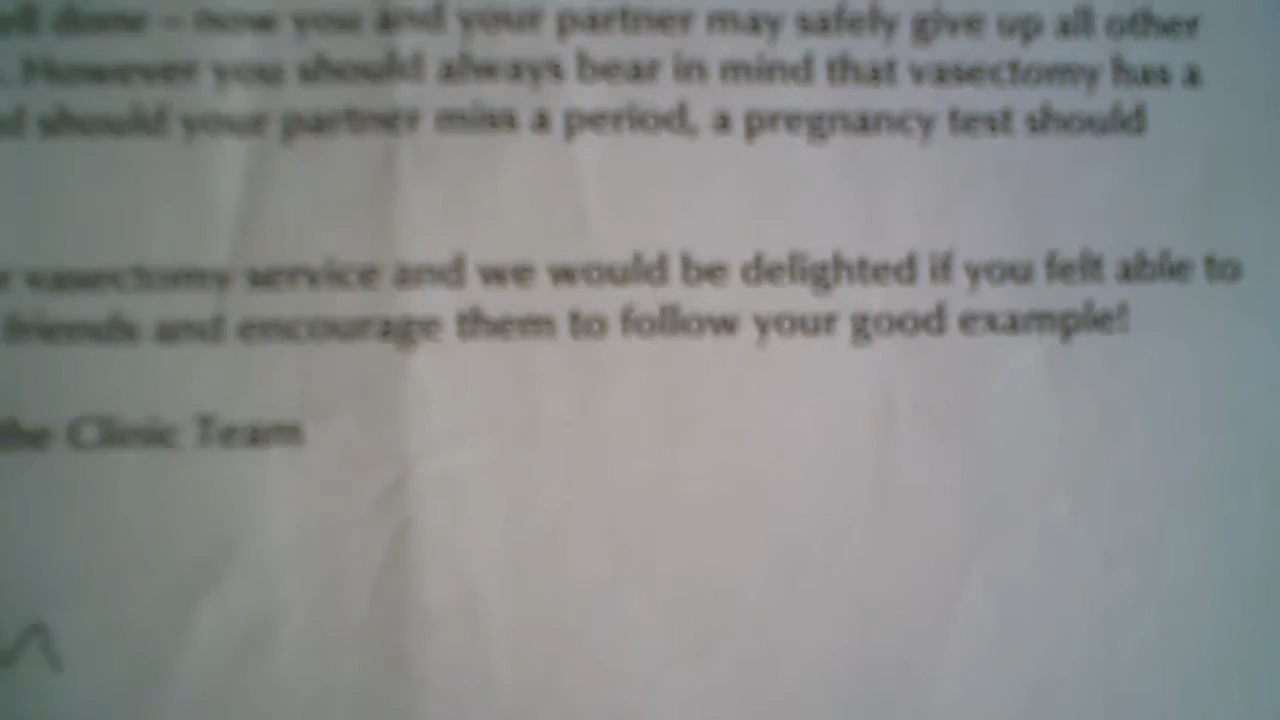 done – now you and your partner may safely give up all other
. However you should always bear in mind that vasectomy has a
should your partner miss a period, a pregnancy test should
vasectomy service and we would be delighted if you felt able to
friends and encourage them to follow your good example!
the Clinic Team